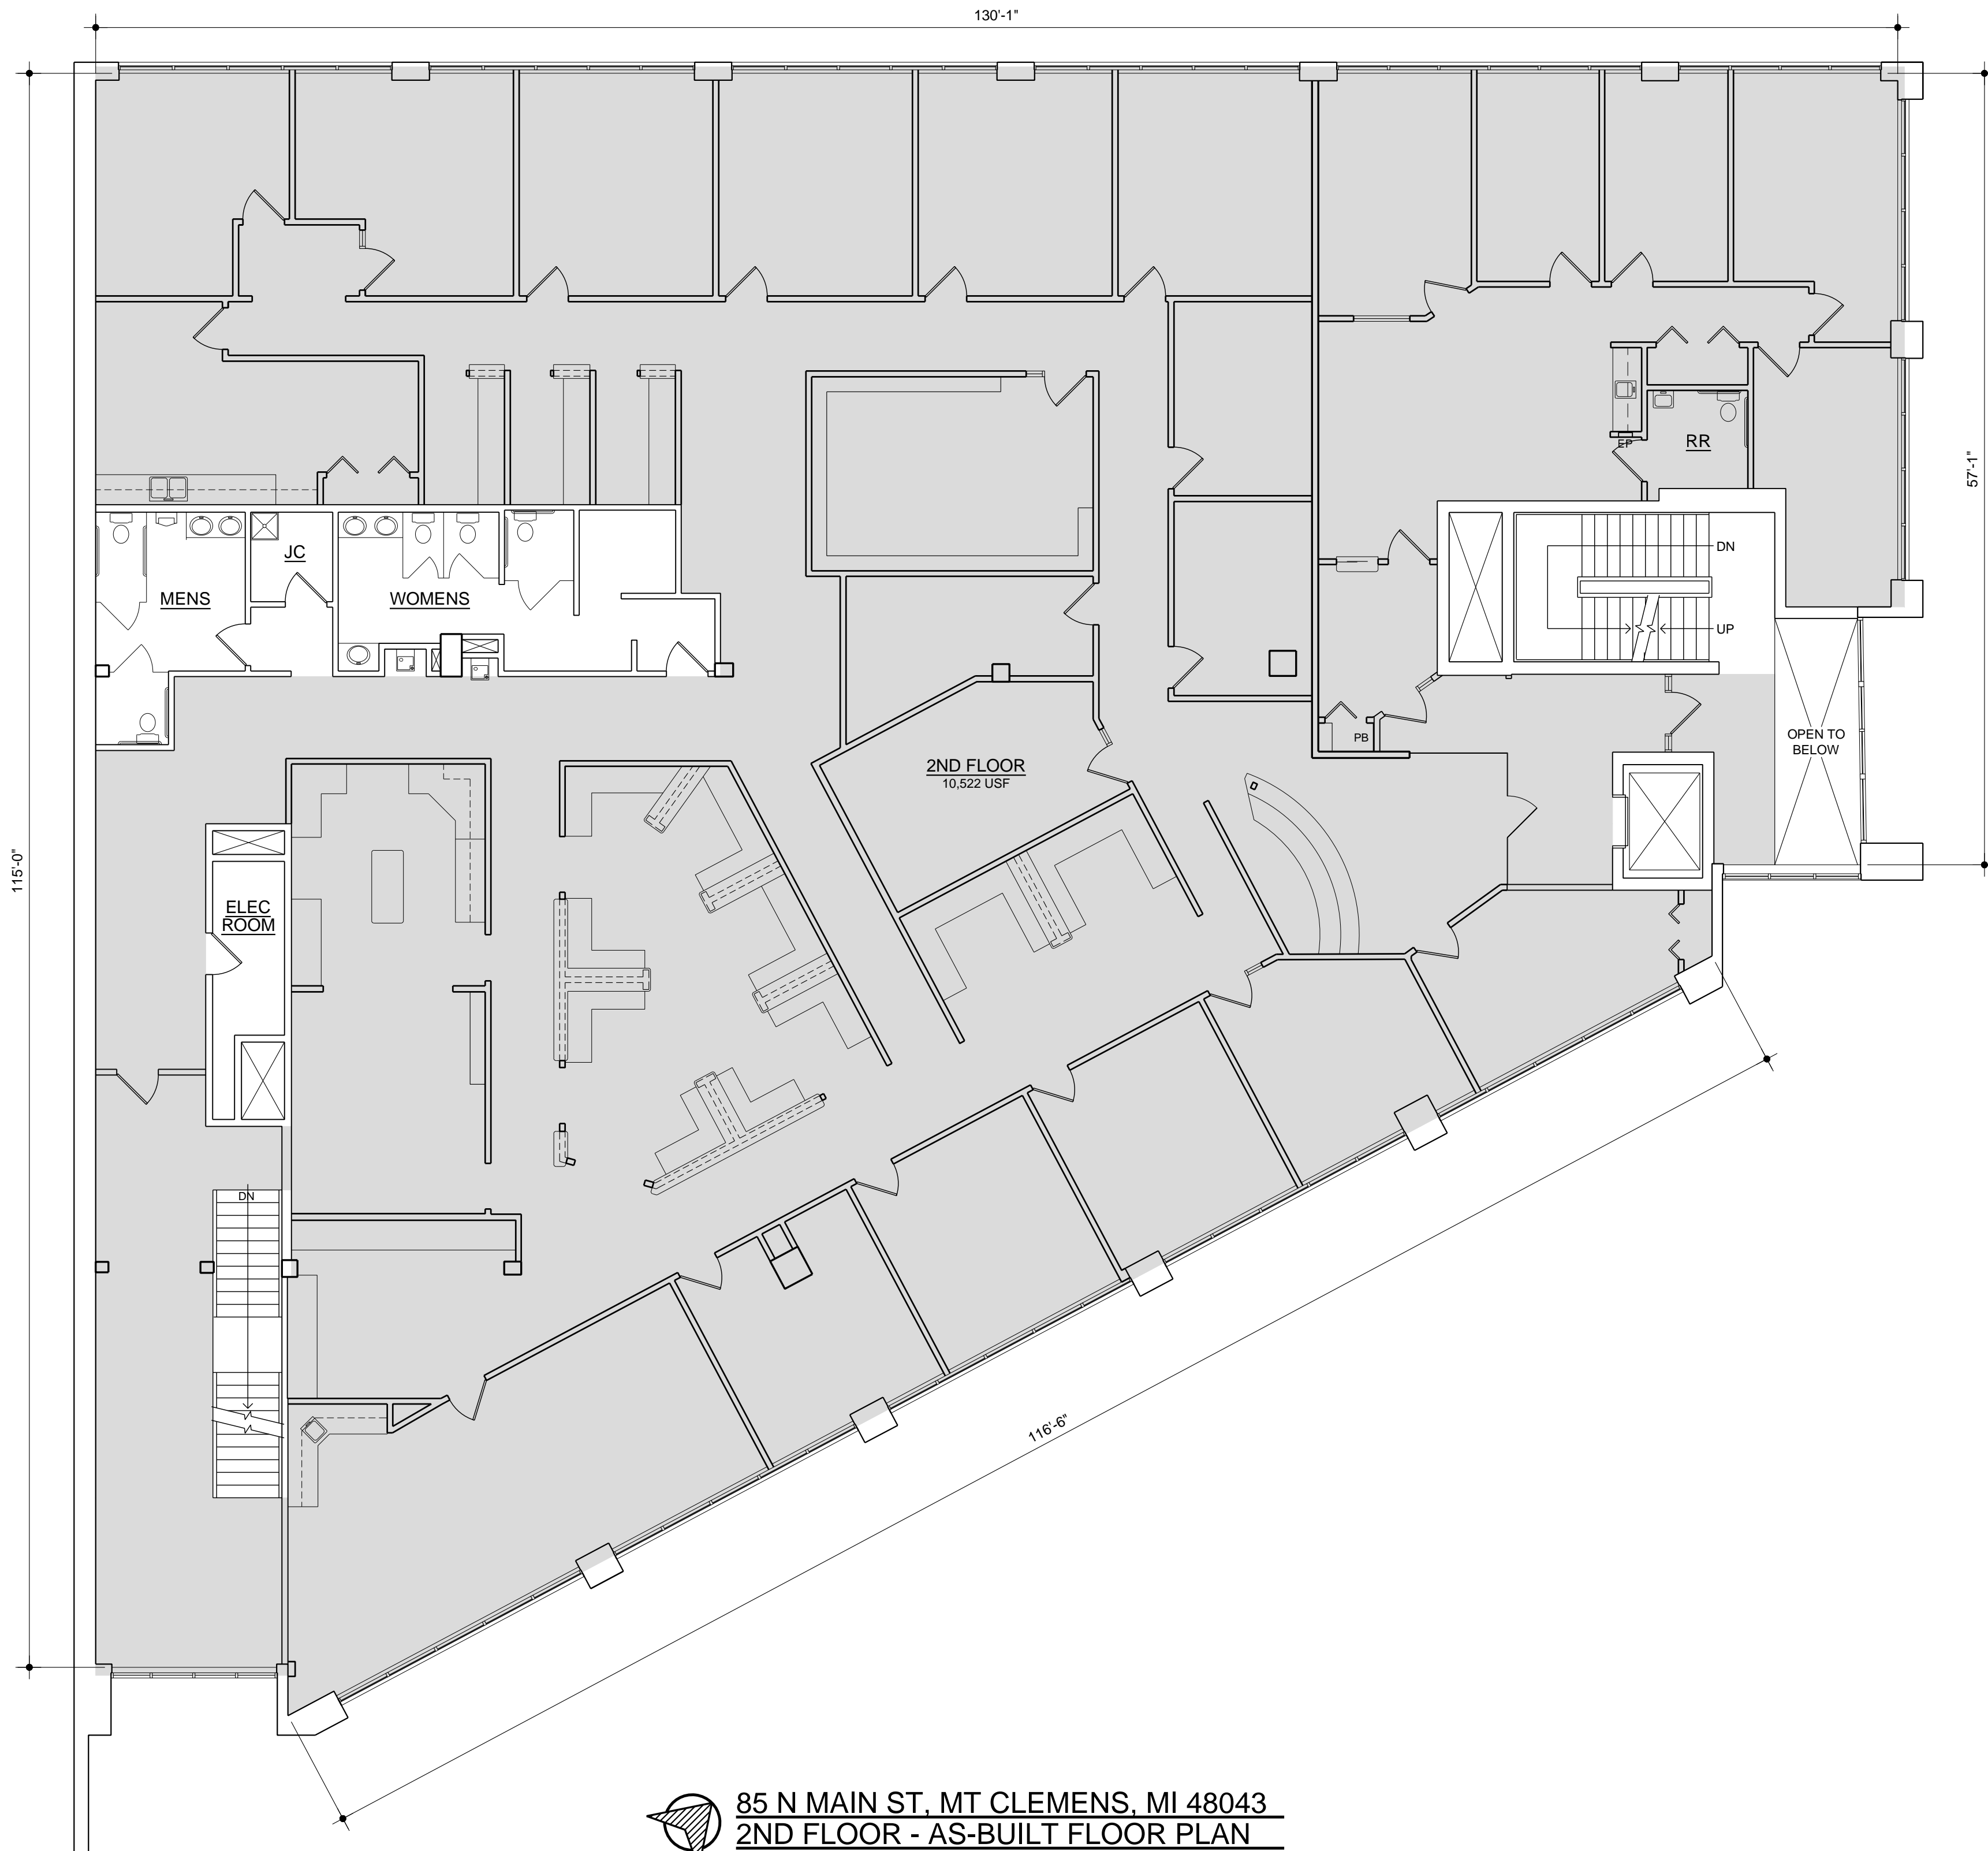 130'-1"
57'-1"
115'-0"
EP
RR
JC
DN
MENS
WOMENS
UP
OPEN TO
BELOW
PB
2ND FLOOR
10,522 USF
ELEC
ROOM
DN
116'-6"
85 N MAIN ST, MT CLEMENS, MI 48043
2ND FLOOR - AS-BUILT FLOOR PLAN